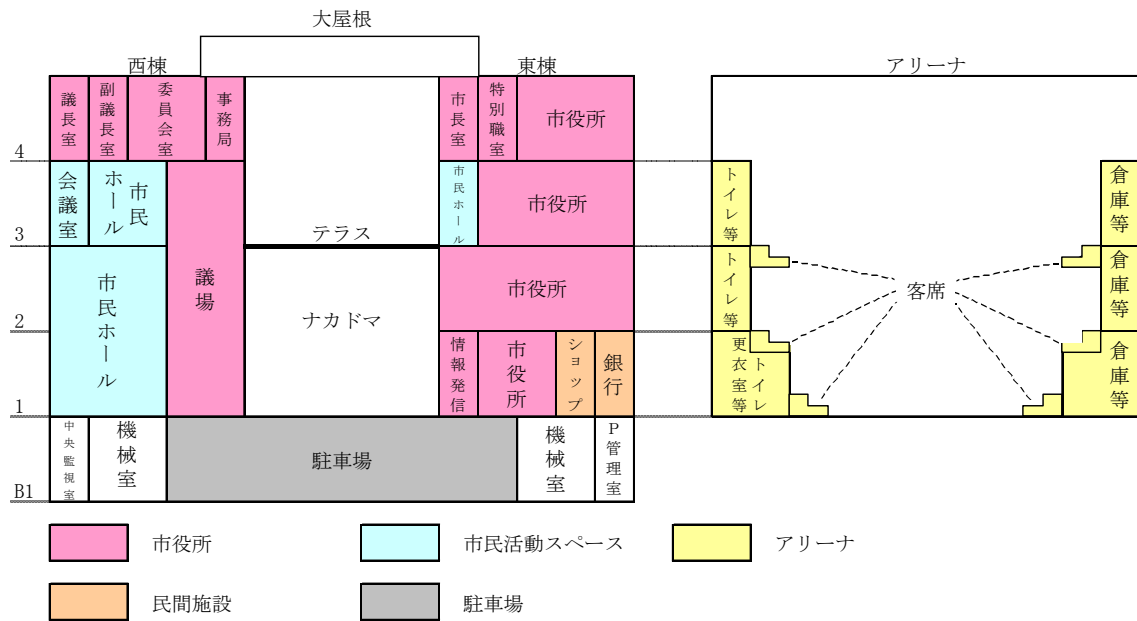 大屋根
西棟
東棟
アリーナ
議長室
副議長室
委員会室
事務局
市長室
特別職室
市役所
4
会議室
市民
ホール
市民ホール
市役所
トイレ等
倉庫等
3
テラス
市民ホール
議場
ナカドマ
市役所
トイレ等
客席
倉庫等
2
情報発信
市役所
ショップ
銀行
トイレ
更衣室等
倉庫等
1
中央監視室
機械室
駐車場
機械室
P管理室
B1
市役所
市民活動スペース
アリーナ
民間施設
駐車場